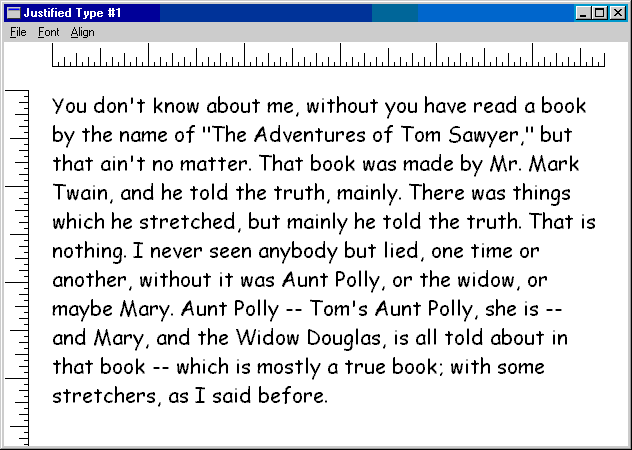 Justified Type #1
File Font Align
You don't know about me, without you have read a book
by the name of "The Adventures of Tom Sawyer," but
that ain't no matter. That book was made by Mr. Mark
Twain, and he told the truth, mainly. There was things
which he stretched, but mainly he told the truth. That is
nothing. I never seen anybody but lied, one time or
another, without it was Aunt Polly, or the widow, or
maybe Mary. Aunt Polly -- Tom's Aunt Polly, she is --
and Mary, and the Widow Douglas, is all told about in
that book -- which is mostly a true book; with some
stretchers, as I said before.